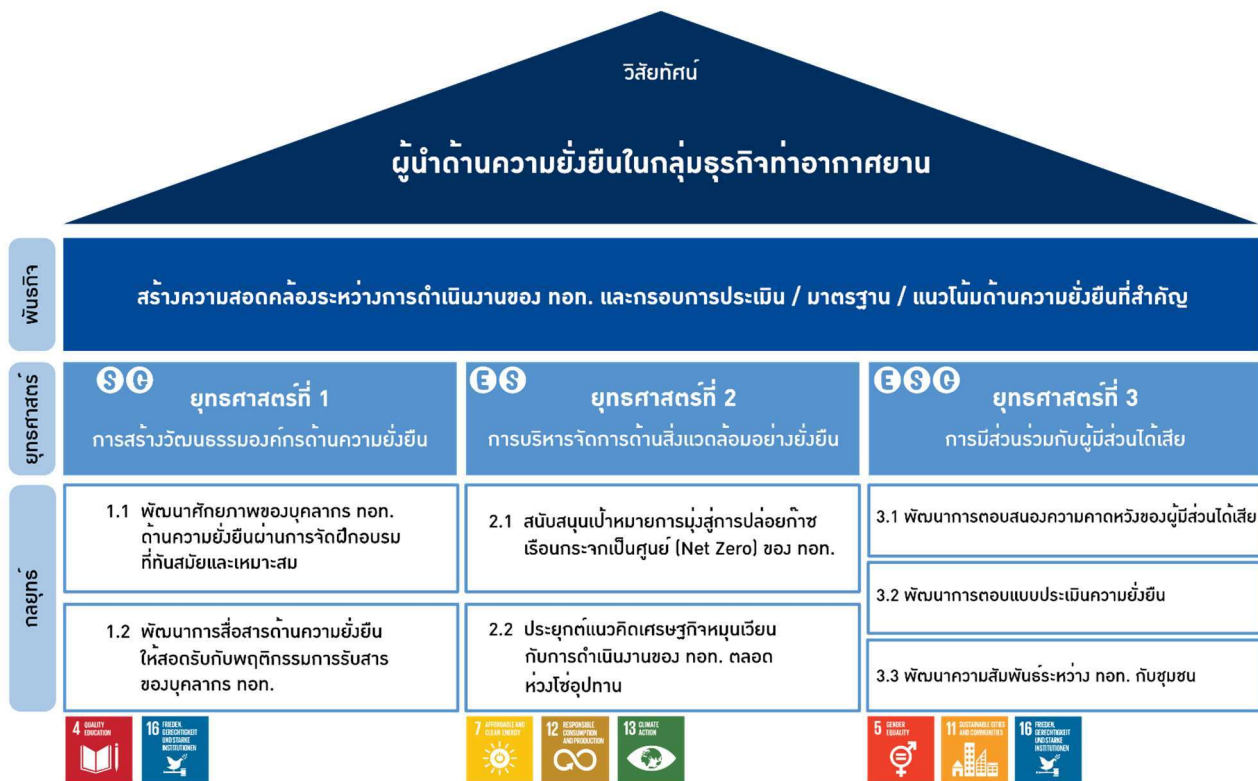 วิสัยทัศน์
ผู้นำด้านความยั่งยืนในกลุ่มธุรกิจท่าอากาศยาน
พันธกิจ
สร้างความสอดคล้องระหว่างการดำเนินงานของ ทอท. และกรอบการประเมิน / มาตรฐาน / แนวโน้มด้านความยั่งยืนที่สำคัญ
ยุทธศาสตร์
S G
ยุทธศาสตร์ที่ 1
การสร้างวัฒนธรรมองค์กรด้านความยั่งยืน
E S
ยุทธศาสตร์ที่ 2
การบริหารจัดการด้านสิ่งแวดล้อมอย่างยั่งยืน
E S G
ยุทธศาสตร์ที่ 3
การมีส่วนร่วมกับผู้มีส่วนได้เสีย
กลยุทธ์
1.1 พัฒนาศักยภาพของบุคลากร ทอท.
ด้านความยั่งยืนผ่านการจัดฝึกอบรม
ที่ทันสมัยและเหมาะสม
1.2 พัฒนาการสื่อสารด้านความยั่งยืน
ให้สอดรับกับพฤติกรรมการรับสาร
ของบุคลากร ทอท.
2.1 สนับสนุนเป้าหมายการมุ่งสู่การปล่อยก๊าซ
เรือนกระจกเป็นศูนย์ (Net Zero) ของ ทอท.
2.2 ประยุกต์แนวคิดเศรษฐกิจหมุนเวียน
กับการดำเนินงานของ ทอท. ตลอด
ห่วงโซ่อุปทาน
3.1 พัฒนาการตอบสนองความคาดหวังของผู้มีส่วนได้เสีย
3.2 พัฒนาการตอบแบบประเมินความยั่งยืน
3.3 พัฒนาความสัมพันธ์ระหว่าง ทอท. กับชุมชน
4 QUALITY
EDUCATION
16 FRIEDEN,
GERECHTIGKEIT
UND STARKE
INSTITUTIONEN
7 AFFORDABLE AND
CLEAN ENERGY
12 RESPONSIBLE
CONSUMPTION
AND PRODUCTION
13 CLIMATE
ACTION
5 GENDER
EQUALITY
11 SUSTAINABLE CITIES
AND COMMUNITIES
16 FRIEDEN,
GERECHTIGKEIT
UND STARKE
INSTITUTIONEN